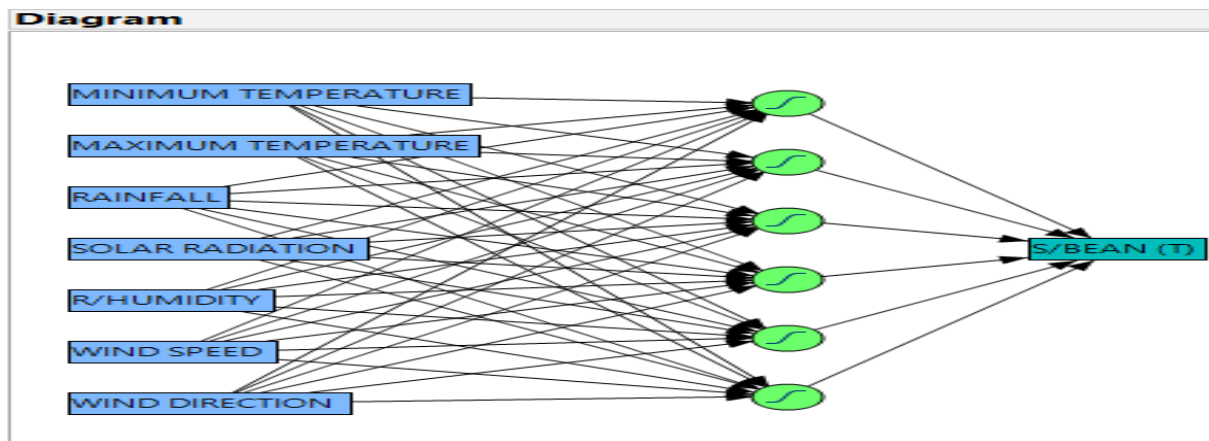 Diagram
MINIMUM TEMPERATURE
MAXIMUM TEMPERATURE
RAINFALL
SOLAR RADIATION
R/HUMIDITY
WIND SPEED
WIND DIRECTION
S/BEAN (T)